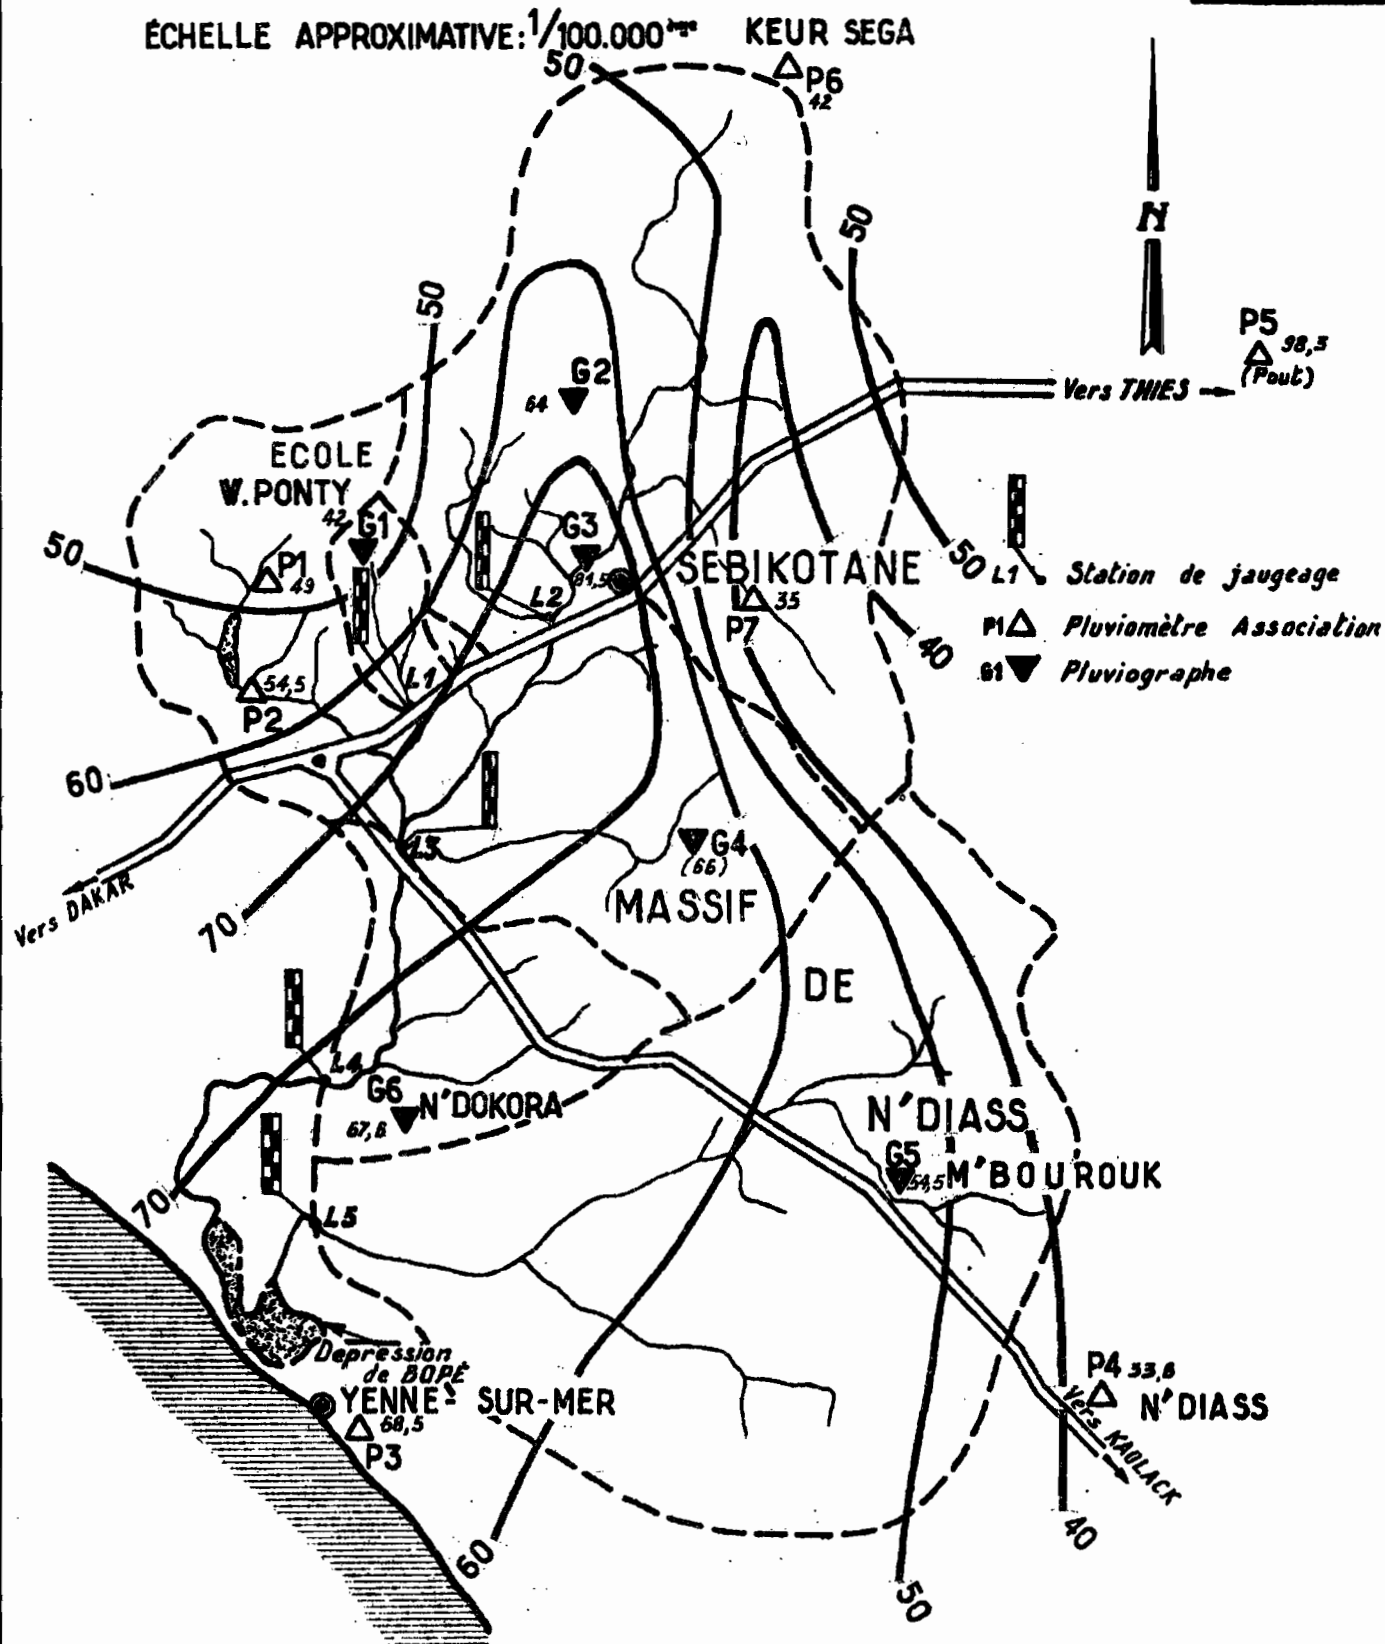 ÉCHELLE APPROXIMATIVE: 1/100.000ème
KEUR SEGA
50
P6
42
50
N
50
P5
98,3
(Pout)
G2
64
Vers THIES
ECOLE
W. PONTY
42
G1
G3
81,5
50
P1
49
SEBIKOTANE
50
L1 Station de jaugeage
L2
35
P7
P1 Pluviomètre Association
40
G1 Pluviographe
54,5
P2
L1
60
L3
G4
(66)
Vers DAKAR
MASSIF
70
DE
L4
G6
N'DOKORA
67,6
N'DIASS
G5
54,5
M'BOUROUK
70
L5
Depression
de BOPÉ
P4 33,6
YENNE-SUR-MER
68,5
N'DIASS
P3
Vers KAOLACK
40
60
50